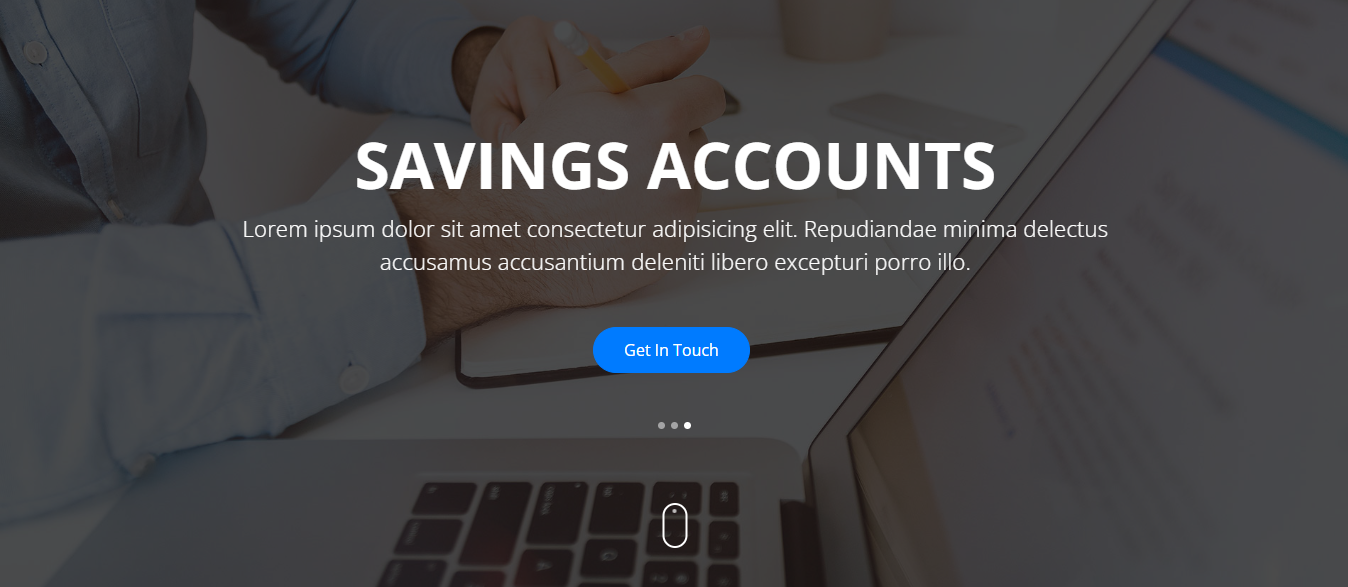 SAVINGS ACCOUNTS
Lorem ipsum dolor sit amet consectetur adipisicing elit. Repudiandae minima delectus
accusamus accusantium deleniti libero excepturi porro illo.
Get In Touch